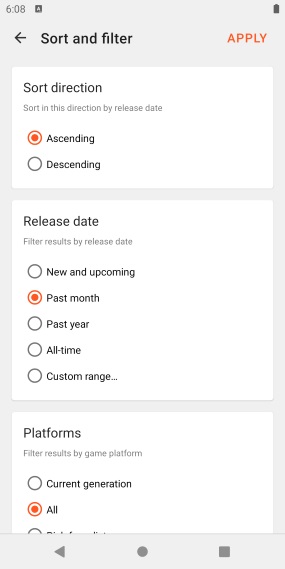 6:08
Sort and filter
APPLY
Sort direction
Sort in this direction by release date
Ascending
Descending
Release date
Filter results by release date
New and upcoming
Past month
Past year
All-time
Custom range...
Platforms
Filter results by game platform
Current generation
All